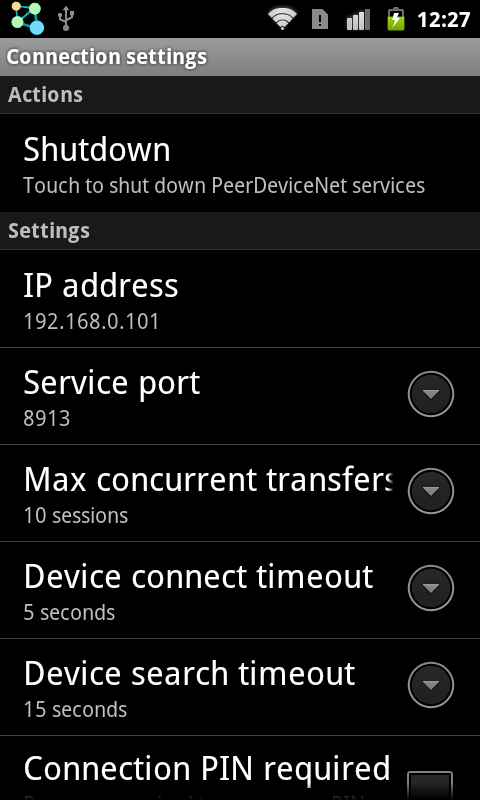 12:27
Connection settings
Actions
Shutdown
Touch to shut down PeerDeviceNet services
Settings
IP address
192.168.0.101
Service port
8913
Max concurrent transfers
10 sessions
Device connect timeout
5 seconds
Device search timeout
15 seconds
Connection PIN required